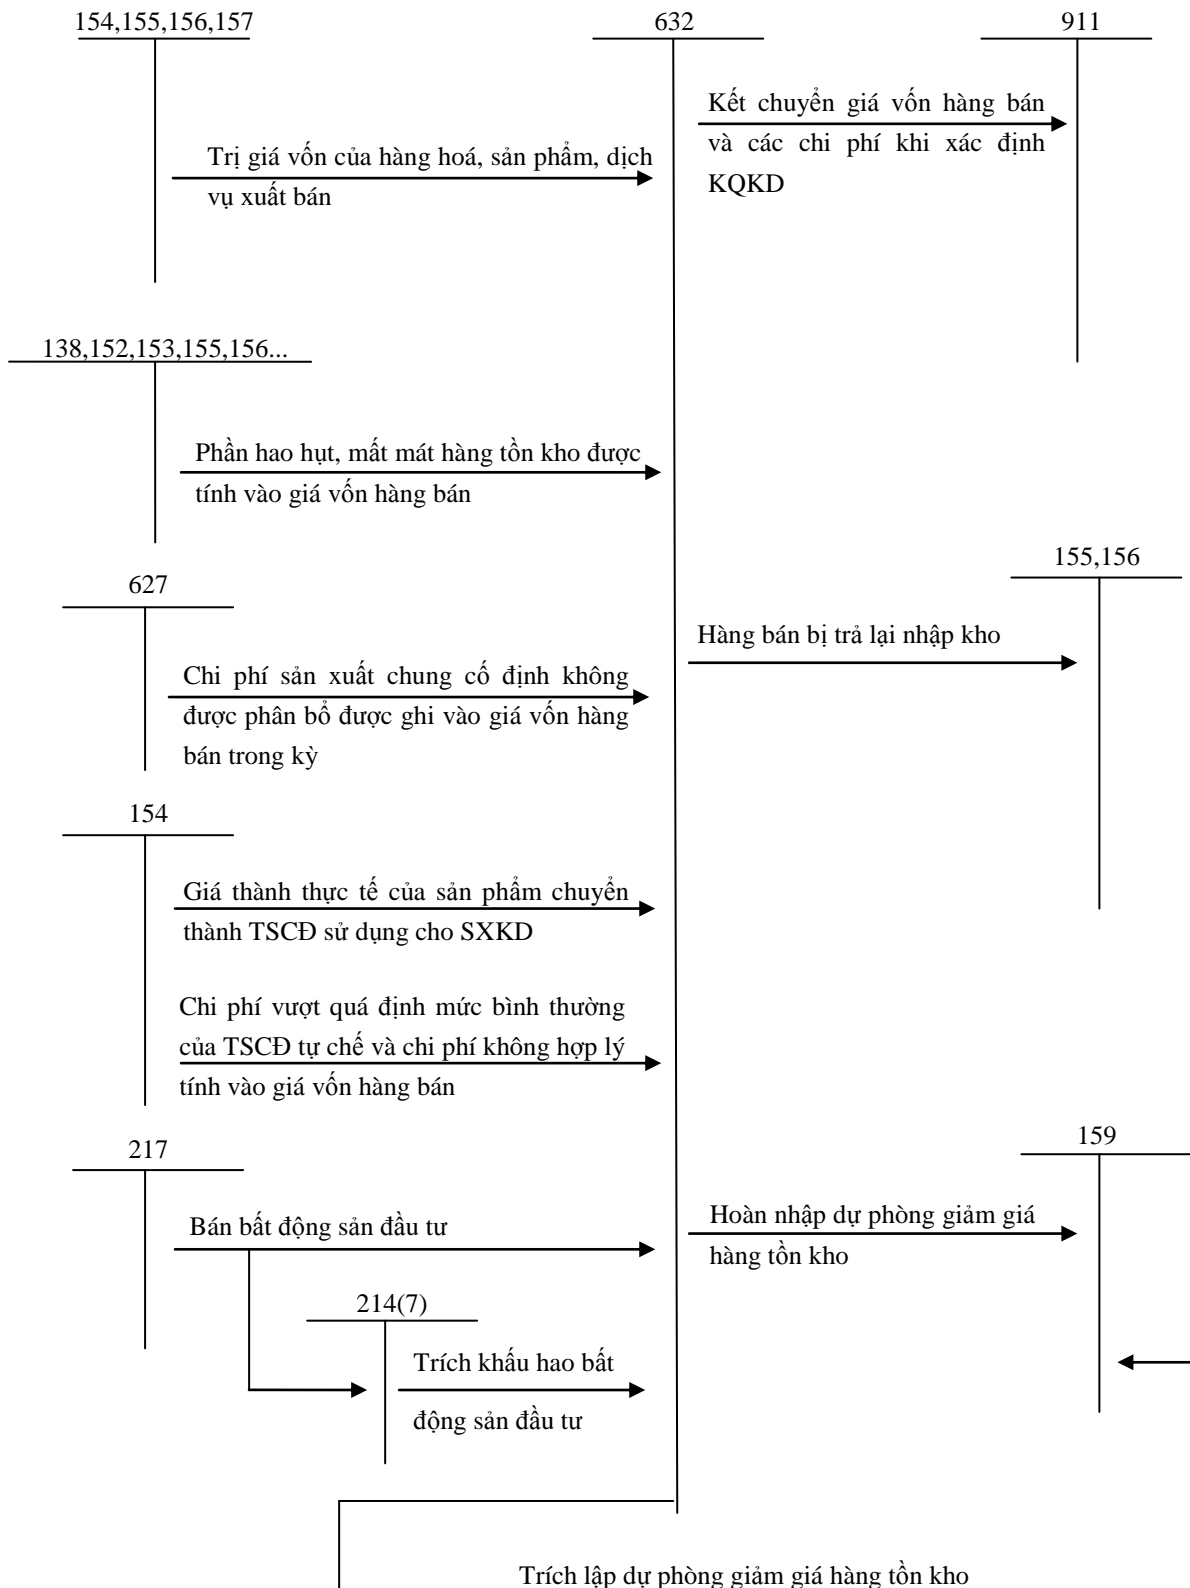 154,155,156,157
632
911
Kết chuyển giá vốn hàng bán
và các chi phí khi xác định
KQKD
Trị giá vốn của hàng hoá, sản phẩm, dịch
vụ xuất bán
138,152,153,155,156...
Phần hao hụt, mất mát hàng tồn kho được
tính vào giá vốn hàng bán
155,156
627
Hàng bán bị trả lại nhập kho
Chi phí sản xuất chung cố định không
được phân bổ được ghi vào giá vốn hàng
bán trong kỳ
154
Giá thành thực tế của sản phẩm chuyển
thành TSCĐ sử dụng cho SXKD
Chi phí vượt quá định mức bình thường
của TSCĐ tự chế và chi phí không hợp lý
tính vào giá vốn hàng bán
217
159
Bán bất động sản đầu tư
Hoàn nhập dự phòng giảm giá
hàng tồn kho
214(7)
Trích khấu hao bất
động sản đầu tư
Trích lập dự phòng giảm giá hàng tồn kho